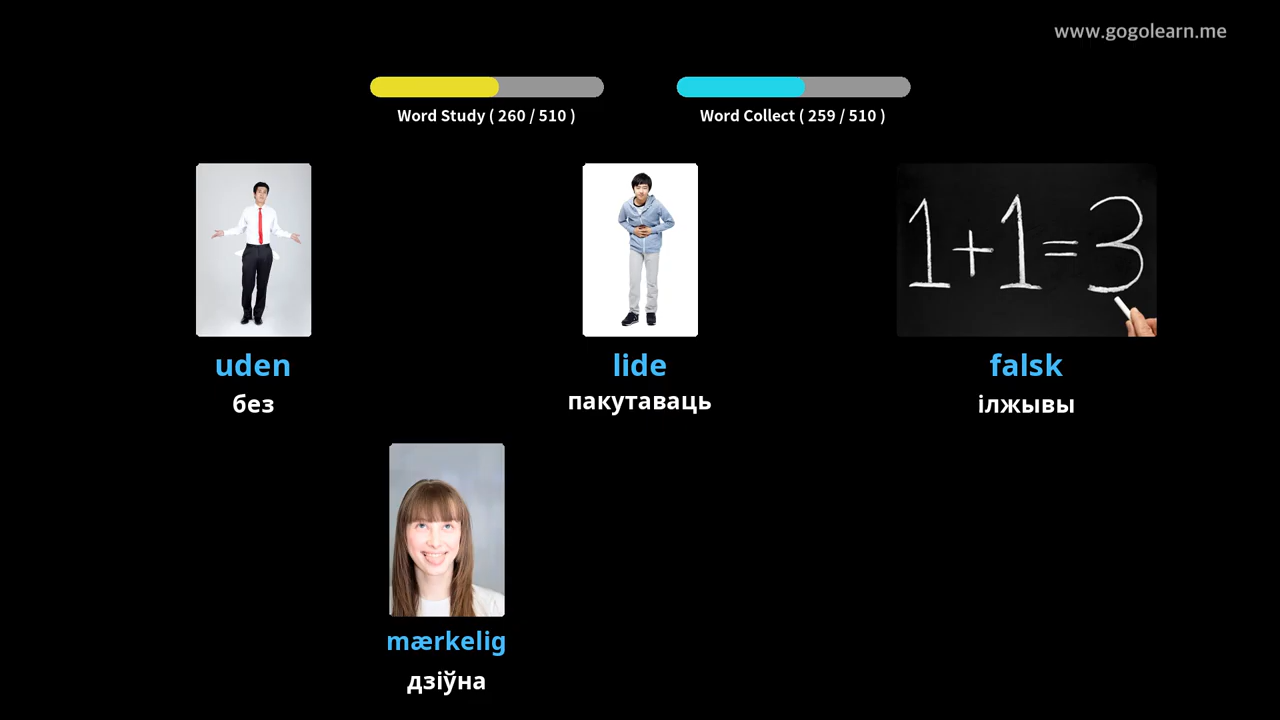 www.gogolearn.me
Word Study ( 260 / 510 )
Word Collect ( 259 / 510 )
1+1=3
uden
без
lide
пакутаваць
falsk
ілжывы
mærkelig
дзіўна